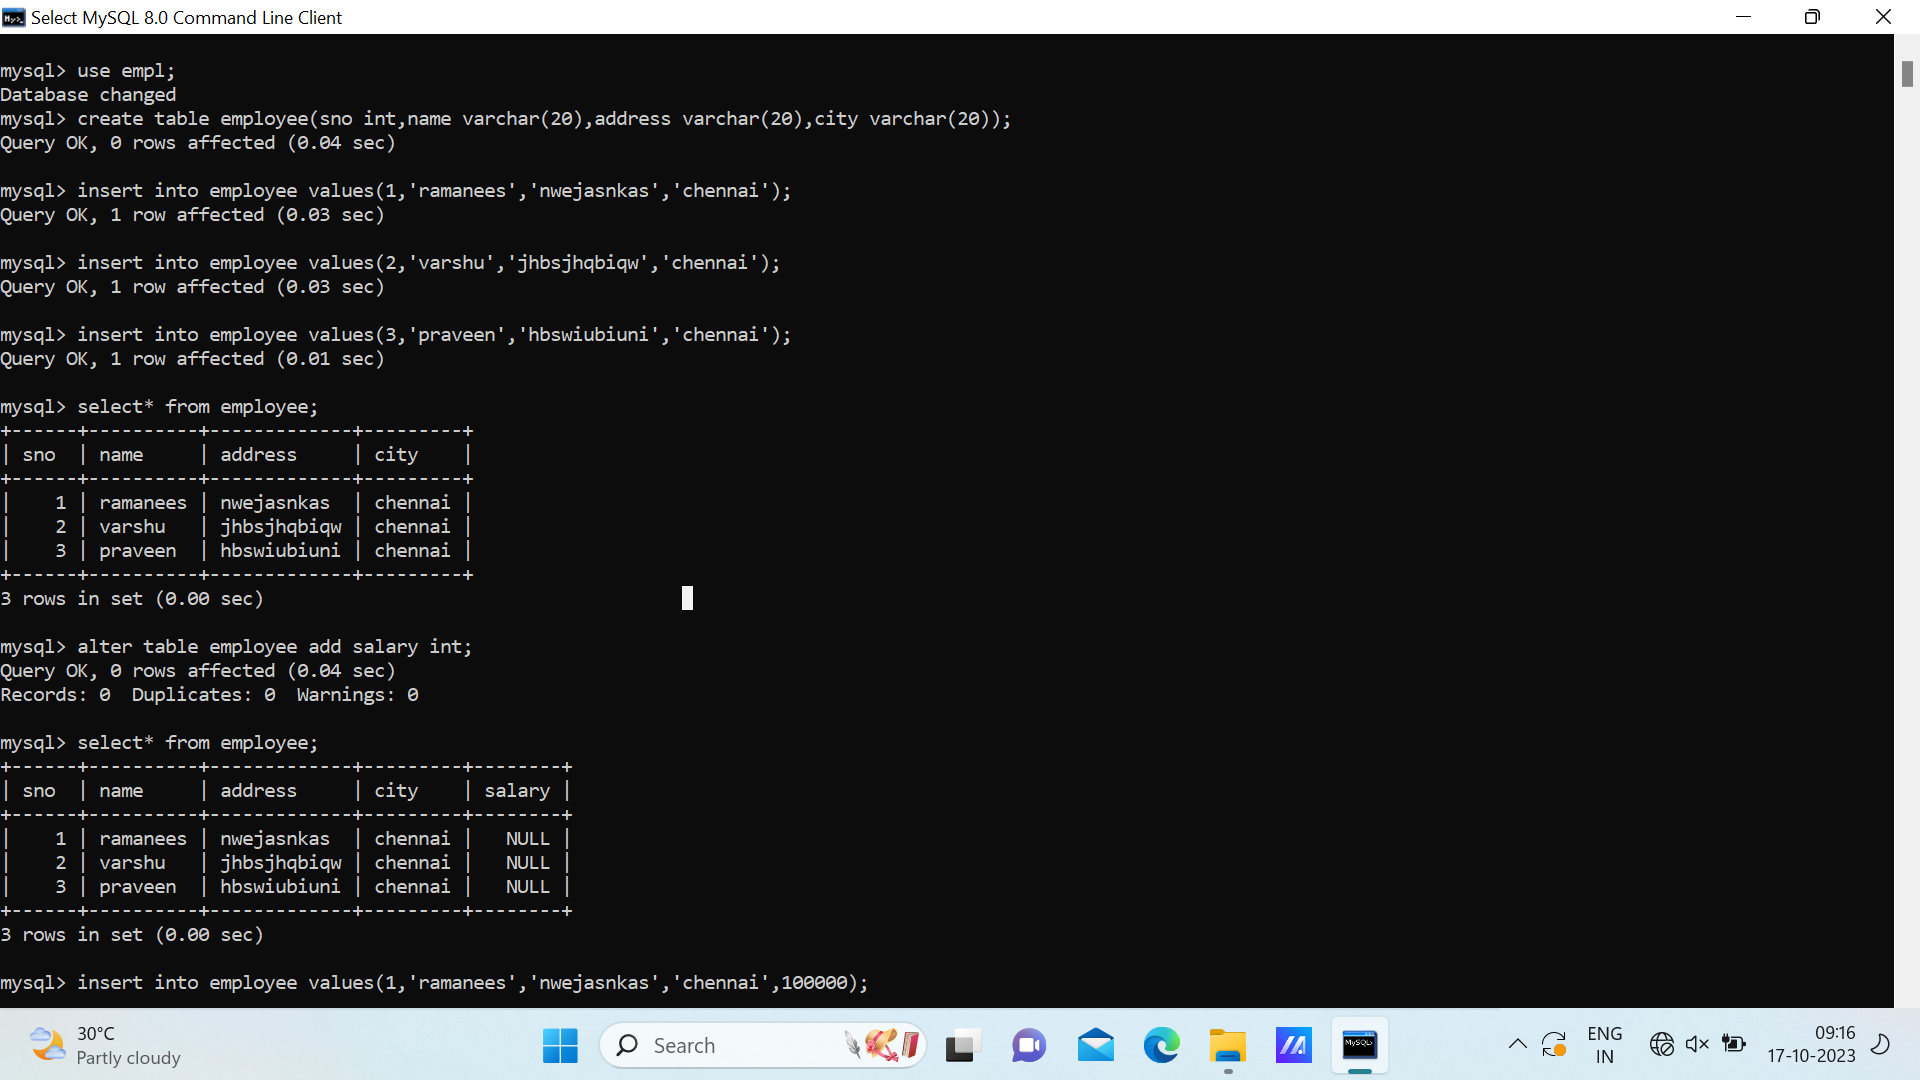 Select MySQL 8.0 Command Line Client
mysql> use empl;
Database changed
mysql> create table employee(sno int,name varchar(20),address varchar(20),city varchar(20));
Query OK, 0 rows affected (0.04 sec)
mysql> insert into employee values(1,'ramanees','nwejasnkas','chennai');
Query OK, 1 row affected (0.03 sec)
mysql> insert into employee values(2,'varshu','jhbsjhqbiqw','chennai');
Query OK, 1 row affected (0.03 sec)
mysql> insert into employee values(3,'praveen','hbswiubiuni','chennai');
Query OK, 1 row affected (0.01 sec)
mysql> select* from employee;
+------+----------+-------------+---------+
| sno  | name     | address     | city    |
+------+----------+-------------+---------+
|    1 | ramanees | nwejasnkas  | chennai |
|    2 | varshu   | jhbsjhqbiqw | chennai |
|    3 | praveen  | hbswiubiuni | chennai |
+------+----------+-------------+---------+
3 rows in set (0.00 sec)
mysql> alter table employee add salary int;
Query OK, 0 rows affected (0.04 sec)
Records: 0  Duplicates: 0  Warnings: 0
mysql> select* from employee;
+------+----------+-------------+---------+--------+
| sno  | name     | address     | city    | salary |
+------+----------+-------------+---------+--------+
|    1 | ramanees | nwejasnkas  | chennai |   NULL |
|    2 | varshu   | jhbsjhqbiqw | chennai |   NULL |
|    3 | praveen  | hbswiubiuni | chennai |   NULL |
+------+----------+-------------+---------+--------+
3 rows in set (0.00 sec)
mysql> insert into employee values(1,'ramanees','nwejasnkas','chennai',100000);
30°C
Partly cloudy
Search
MySQL>
ENG
IN
09:16
17-10-2023